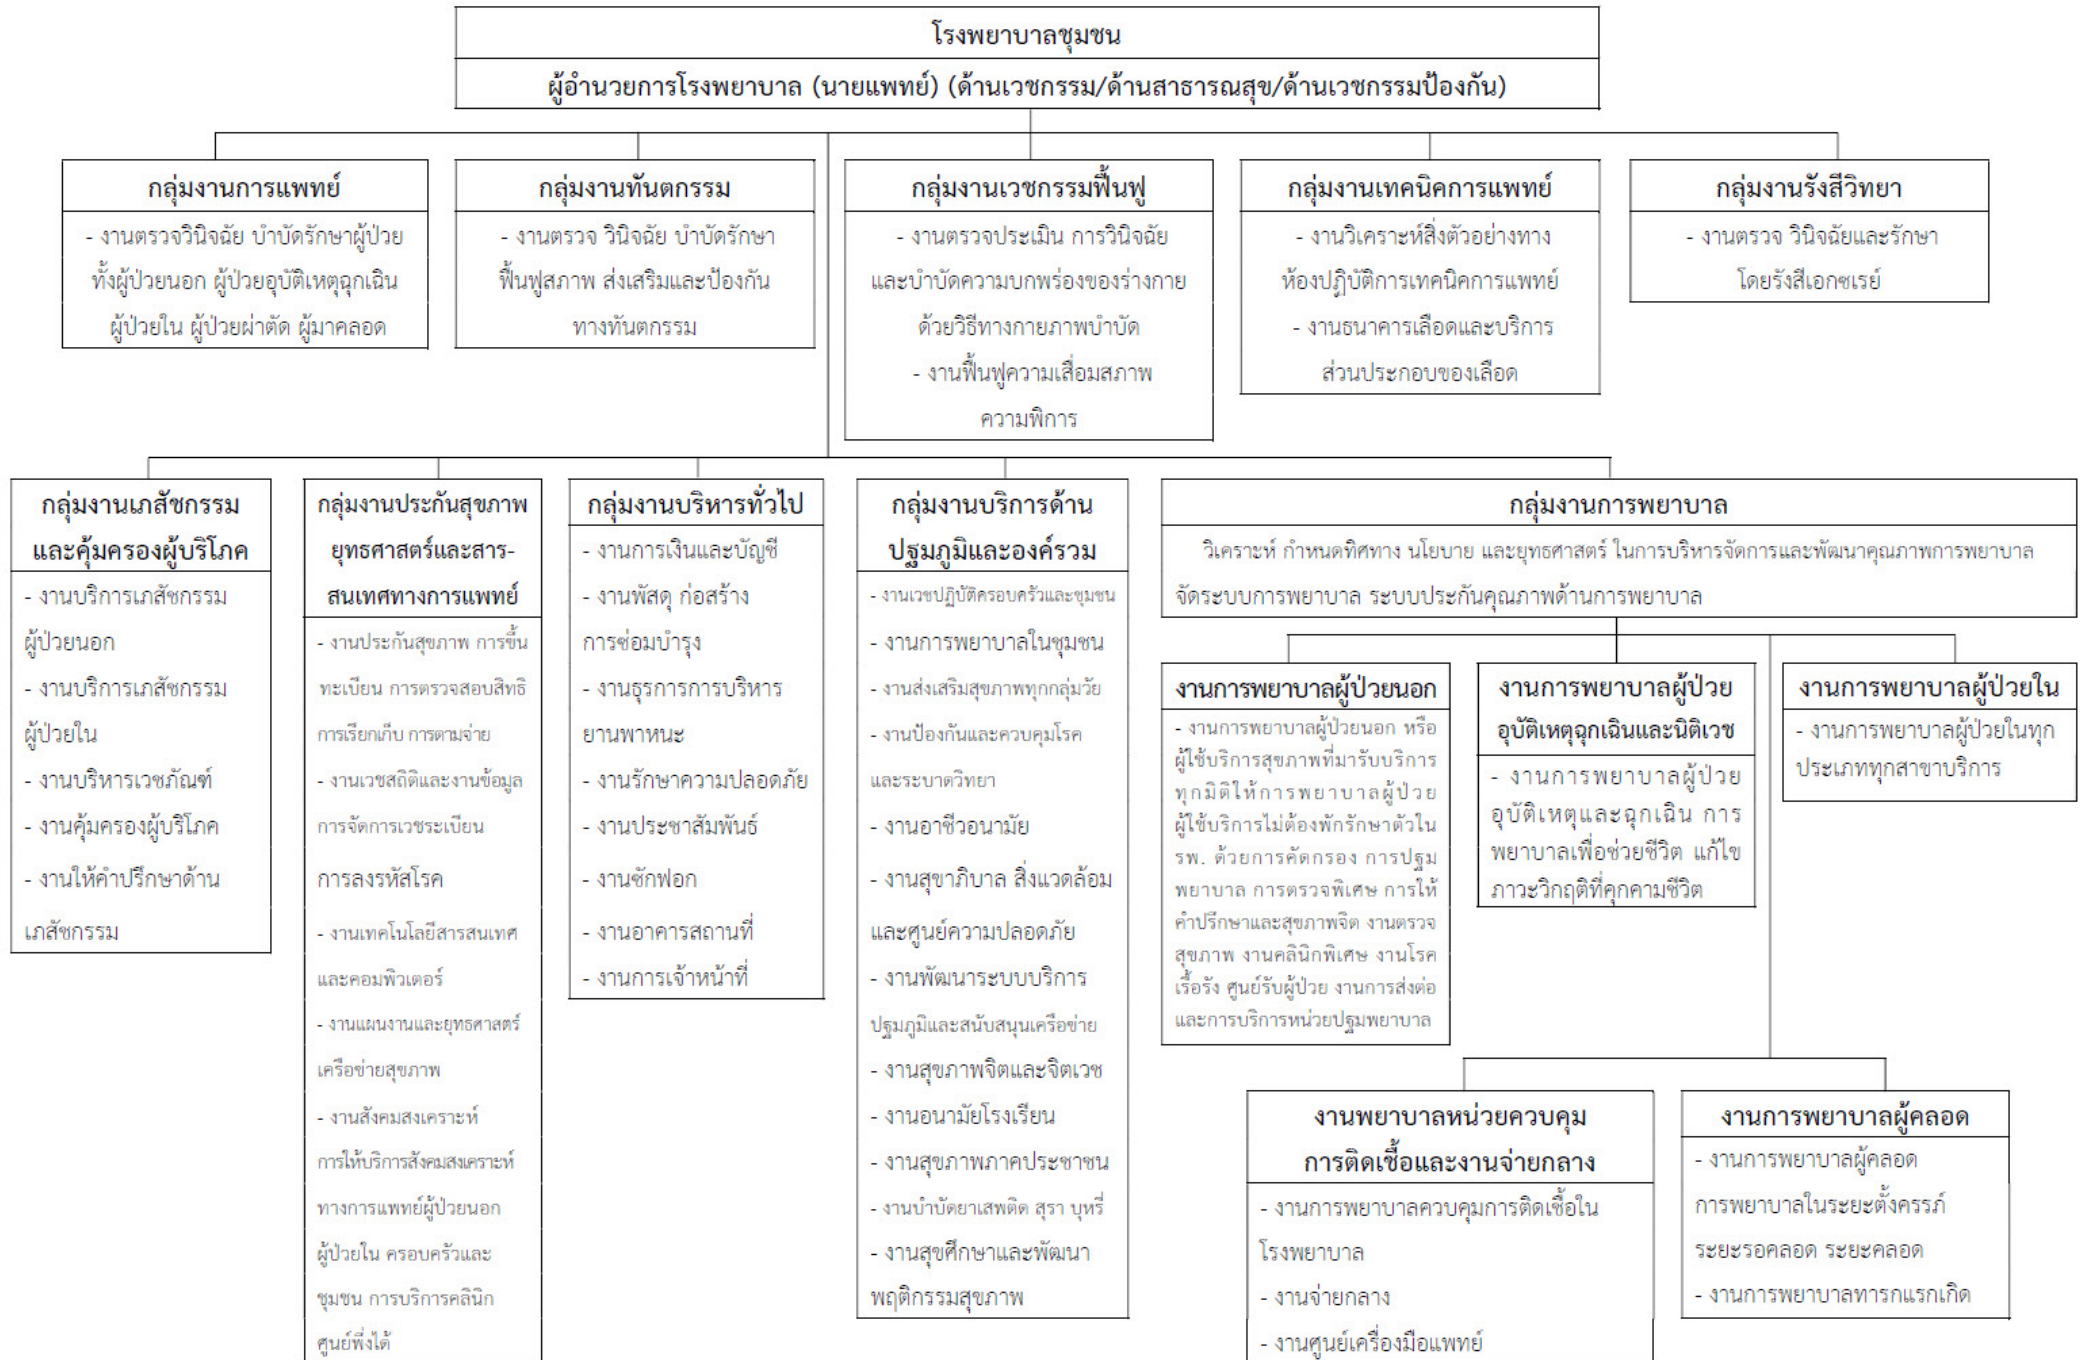 โรงพยาบาลชุมชน
ผู้อำนวยการโรงพยาบาล (นายแพทย์) (ด้านเวชกรรม/ด้านสาธารณสุข/ด้านเวชกรรมป้องกัน)
กลุ่มงานการแพทย์
- งานตรวจวินิจฉัย บำบัดรักษาผู้ป่วย
ทั้งผู้ป่วยนอก ผู้ป่วยอุบัติเหตุฉุกเฉิน
ผู้ป่วยใน ผู้ป่วยผ่าตัด ผู้มาคลอด
กลุ่มงานทันตกรรม
- งานตรวจ วินิจฉัย บำบัดรักษา
ฟื้นฟูสภาพ ส่งเสริมและป้องกัน
ทางทันตกรรม
กลุ่มงานเวชกรรมฟื้นฟู
- งานตรวจประเมิน การวินิจฉัย
และบำบัดความบกพร่องของร่างกาย
ด้วยวิธีทางกายภาพบำบัด
- งานฟื้นฟูความเสื่อมสภาพ
ความพิการ
กลุ่มงานเทคนิคการแพทย์
- งานวิเคราะห์สิ่งตัวอย่างทาง
ห้องปฏิบัติการเทคนิคการแพทย์
- งานธนาคารเลือดและบริการ
ส่วนประกอบของเลือด
กลุ่มงานรังสีวิทยา
- งานตรวจ วินิจฉัยและรักษา
โดยรังสีเอกซเรย์
กลุ่มงานเภสัชกรรม
และคุ้มครองผู้บริโภค
- งานบริการเภสัชกรรม
ผู้ป่วยนอก
- งานบริการเภสัชกรรม
ผู้ป่วยใน
- งานบริหารเวชภัณฑ์
- งานคุ้มครองผู้บริโภค
- งานให้คำปรึกษาด้าน
เภสัชกรรม
กลุ่มงานประกันสุขภาพ
ยุทธศาสตร์และสาร-
สนเทศทางการแพทย์
- งานประกันสุขภาพ การขึ้น
ทะเบียน การตรวจสอบสิทธิ
การเรียกเก็บ การตามจ่าย
- งานเวชสถิติและงานข้อมูล
การจัดการเวชระเบียน
การลงรหัสโรค
- งานเทคโนโลยีสารสนเทศ
และคอมพิวเตอร์
- งานแผนงานและยุทธศาสตร์
เครือข่ายสุขภาพ
- งานสังคมสงเคราะห์
การให้บริการสังคมสงเคราะห์
ทางการแพทย์ผู้ป่วยนอก
ผู้ป่วยใน ครอบครัวและ
ชุมชน การบริการคลินิก
ศูนย์พึ่งได้
กลุ่มงานบริหารทั่วไป
- งานการเงินและบัญชี
- งานพัสดุ ก่อสร้าง
การซ่อมบำรุง
- งานธุรการการบริหาร
ยานพาหนะ
- งานรักษาความปลอดภัย
- งานประชาสัมพันธ์
- งานซักฟอก
- งานอาคารสถานที่
- งานการเจ้าหน้าที่
กลุ่มงานบริการด้าน
ปฐมภูมิและองค์รวม
- งานเวชปฏิบัติครอบครัวและชุมชน
- งานการพยาบาลในชุมชน
- งานส่งเสริมสุขภาพทุกกลุ่มวัย
- งานป้องกันและควบคุมโรค
และระบาดวิทยา
- งานอาชีวอนามัย
- งานสุขาภิบาล สิ่งแวดล้อม
และศูนย์ความปลอดภัย
- งานพัฒนาระบบบริการ
ปฐมภูมิและสนับสนุนเครือข่าย
- งานสุขภาพจิตและจิตเวช
- งานอนามัยโรงเรียน
- งานสุขภาพภาคประชาชน
- งานบำบัดยาเสพติด สุรา บุหรี่
- งานสุขศึกษาและพัฒนา
พฤติกรรมสุขภาพ
กลุ่มงานการพยาบาล
วิเคราะห์ กำหนดทิศทาง นโยบาย และยุทธศาสตร์ ในการบริหารจัดการและพัฒนาคุณภาพการพยาบาล
จัดระบบการพยาบาล ระบบประกันคุณภาพด้านการพยาบาล
งานการพยาบาลผู้ป่วยนอก
- งานการพยาบาลผู้ป่วยนอก หรือ
ผู้ใช้บริการสุขภาพที่มารับบริการ
ทุกมิติให้การพยาบาลผู้ป่วย
ผู้ใช้บริการไม่ต้องพักรักษาตัวใน
รพ. ด้วยการคัดกรอง การปฐม
พยาบาล การตรวจพิเศษ การให้
คำปรึกษาและสุขภาพจิต งานตรวจ
สุขภาพ งานคลินิกพิเศษ งานโรค
เรื้อรัง ศูนย์รับผู้ป่วย งานการส่งต่อ
และการบริการหน่วยปฐมพยาบาล
งานการพยาบาลผู้ป่วย
อุบัติเหตุฉุกเฉินและนิติเวช
- งานการพยาบาลผู้ป่วย
อุบัติเหตุและฉุกเฉิน การ
พยาบาลเพื่อช่วยชีวิต แก้ไข
ภาวะวิกฤติที่คุกคามชีวิต
งานการพยาบาลผู้ป่วยใน
- งานการพยาบาลผู้ป่วยในทุก
ประเภททุกสาขาบริการ
งานพยาบาลหน่วยควบคุม
การติดเชื้อและงานจ่ายกลาง
- งานการพยาบาลควบคุมการติดเชื้อใน
โรงพยาบาล
- งานจ่ายกลาง
- งานศูนย์เครื่องมือแพทย์
งานการพยาบาลผู้คลอด
- งานการพยาบาลผู้คลอด
การพยาบาลในระยะตั้งครรภ์
ระยะรอคลอด ระยะคลอด
- งานการพยาบาลทารกแรกเกิด